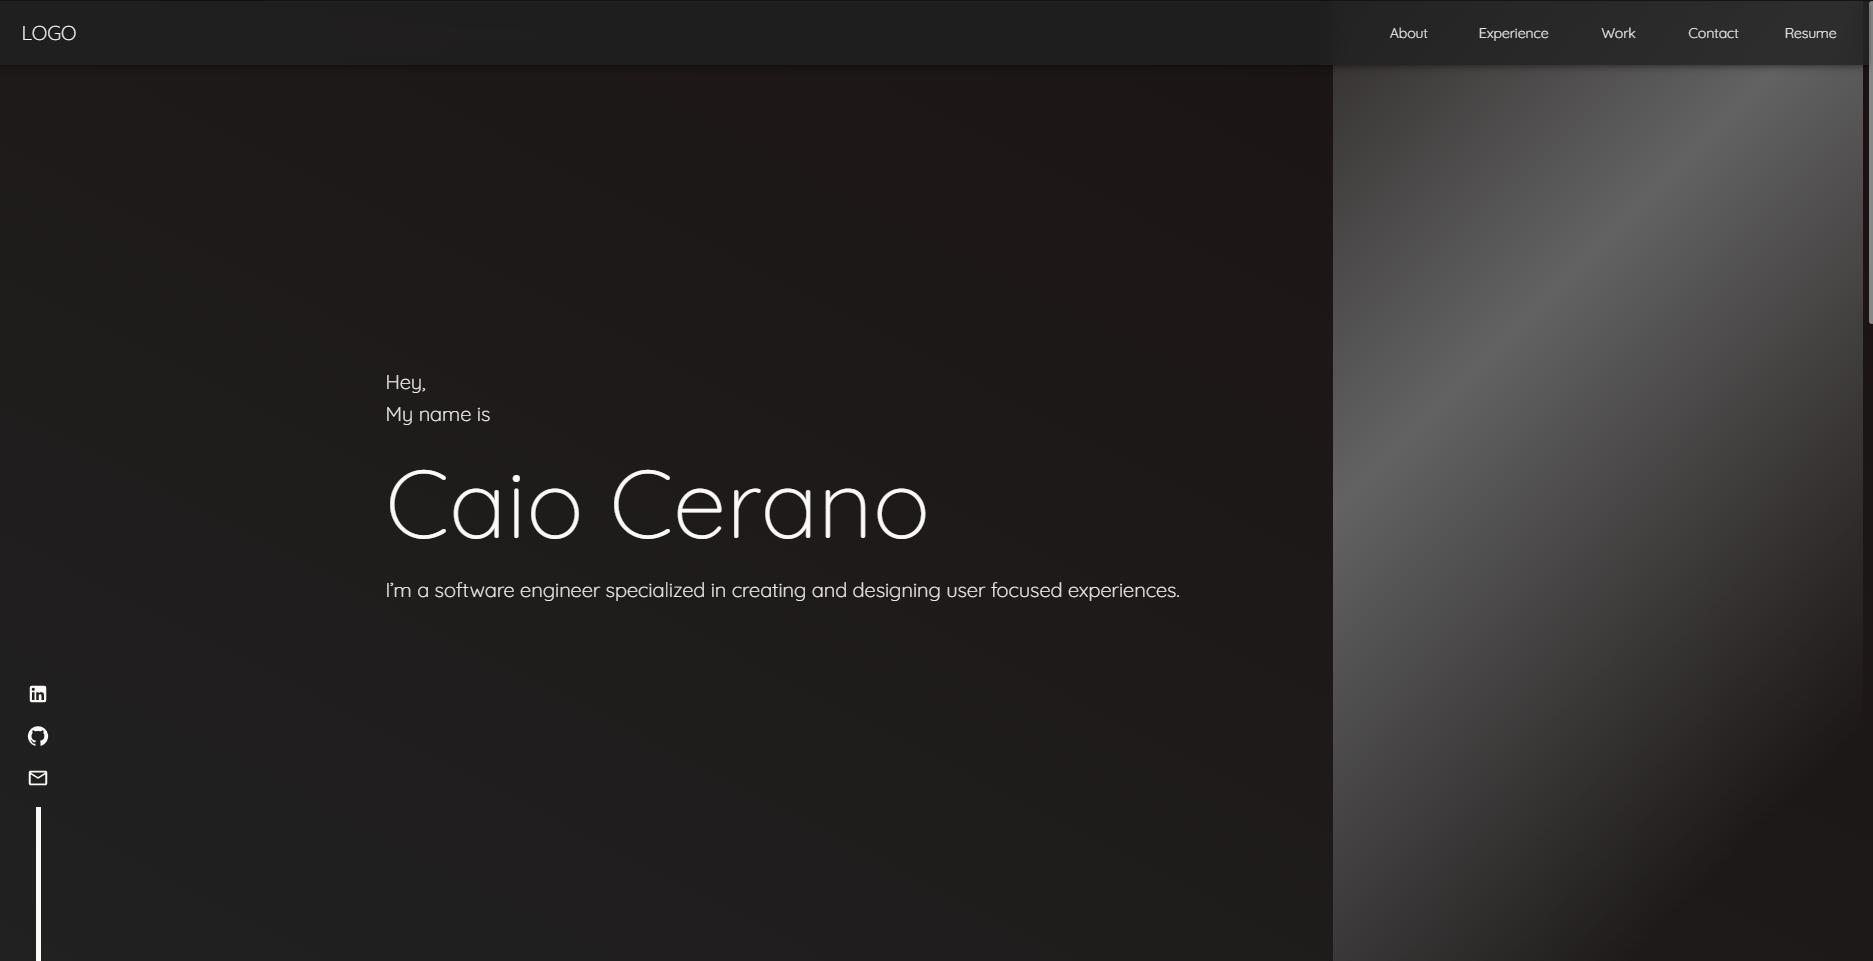 LOGO
About Experience Work Contact Resume
Hey,
My name is
Caio Cerano
I'm a software engineer specialized in creating and designing user focused experiences.
in